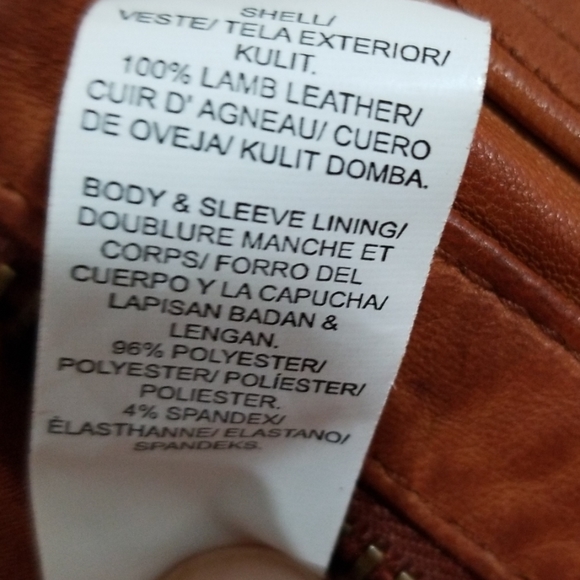 SHELL/
VESTE/ TELA EXTERIOR/
KULIT.
100% LAMB LEATHER/
CUIR D' AGNEAU/ CUERO
DE OVEJA/ KULIT DOMBA.
BODY & SLEEVE LINING/
DOUBLURE MANCHE ET
CORPS/ FORRO DEL
CUERPO Y LA CAPUCHA/
LAPISAN BADAN &
LENGAN.
96% POLYESTER/
POLYESTER/ POLÍESTER/
POLIESTER.
4% SPANDEX/
ÉLASTHANNE/ ELASTANO/
SPANDEKS.